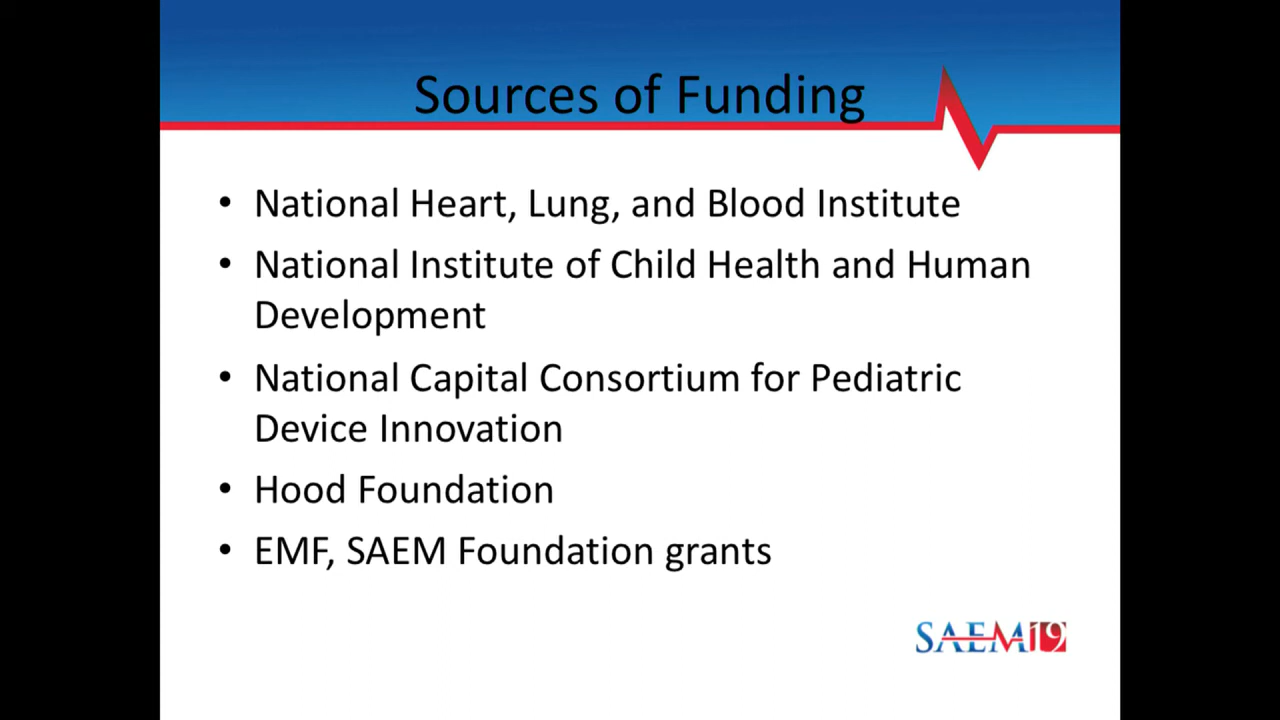 Sources of Funding
• National Heart, Lung, and Blood Institute
• National Institute of Child Health and Human
Development
• National Capital Consortium for Pediatric
Device Innovation
• Hood Foundation
• EMF, SAEM Foundation grants
SAEM19